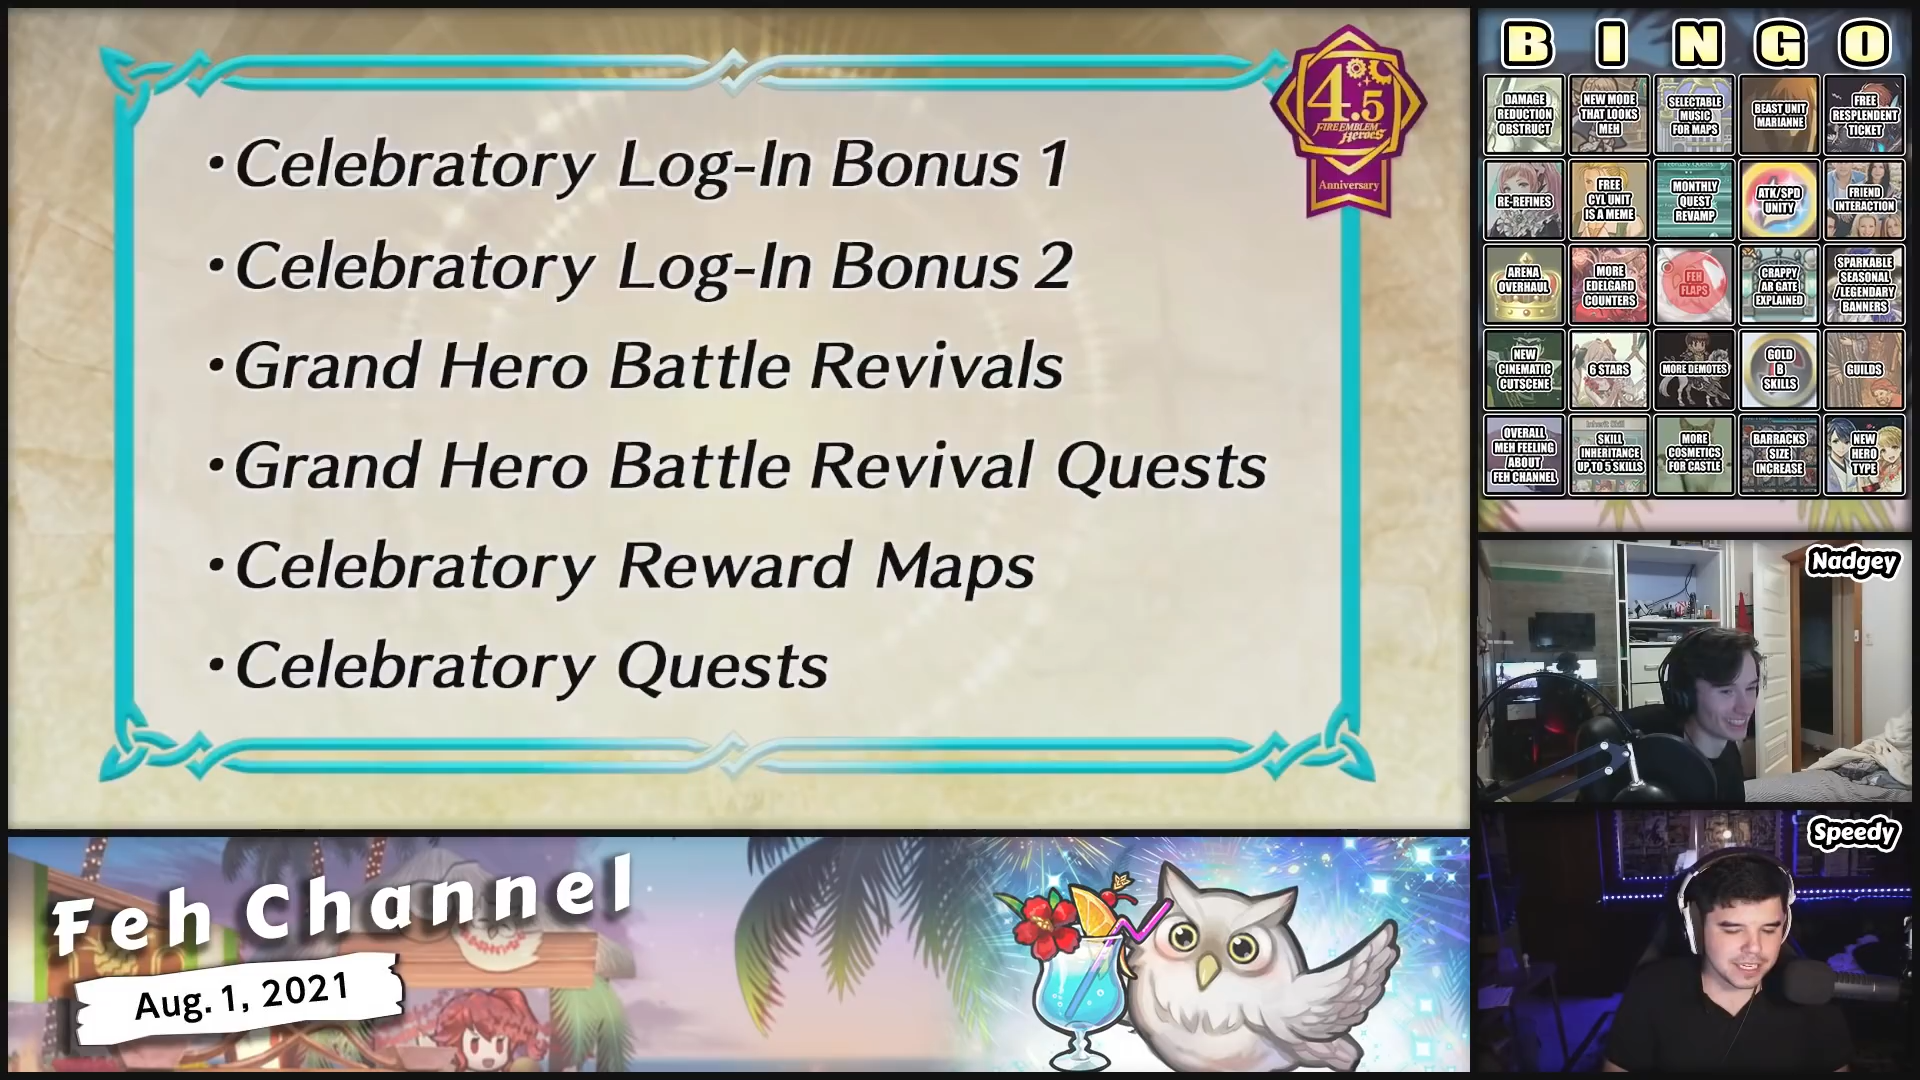 •Celebratory Log-In Bonus 1
•Celebratory Log-In Bonus 2
•Grand Hero Battle Revivals
•Grand Hero Battle Revival Quests
•Celebratory Reward Maps
•Celebratory Quests
4.5
FIRE EMBLEM
HEROES
Anniversary
Feh Channel
Aug. 1, 2021
B I N G O
DAMAGE
REDUCTION
OBSTRUCT
NEW MODE
THAT LOOKS
MEH
SELECTABLE
MUSIC
FOR MAPS
BEAST UNIT
MARIANNE
FREE
RESPLENDENT
TICKET
RE-REFINES
FREE
CYL UNIT
IS A MEME
MONTHLY
QUEST
REVAMP
ATK/SPD
UNITY
FRIEND
INTERACTION
ARENA
OVERHAUL
MORE
EDELGARD
COUNTERS
FEH
FLAPS
CRAPPY
AR GATE
EXPLAINED
SPARKABLE
SEASONAL
/LEGENDARY
BANNERS
NEW
CINEMATIC
CUTSCENE
6 STARS
MORE DEMOTES
GOLD
B
SKILLS
GUILDS
OVERALL
MEH FEELING
ABOUT
FEH CHANNEL
SKILL
INHERITANCE
UP TO 5 SKILLS
MORE
COSMETICS
FOR CASTLE
BARRACKS
SIZE
INCREASE
NEW
HERO
TYPE
Nadgey
Speedy